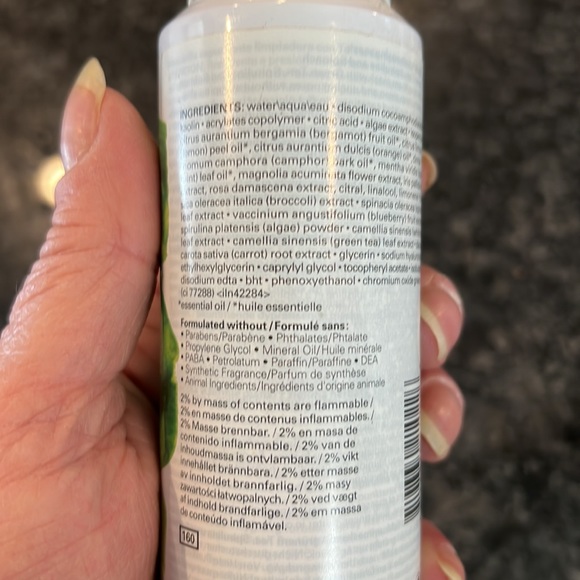 INGREDIENTS: water\aqua\eau • disodium
kaolin • acrylates copolymer • citric acid • algae extract •
citrus aurantium bergamia (bergamot) fruit oil*, citrus
(lemon) peel oil*, citrus aurantium dulcis (orange) oil*,
camphora (camphor) bark oil*, mentha
leaf oil*, magnolia acuminata flower extract,
extract, rosa damascena extract, citral, linalool,
oleracea italica (broccoli) extract • spinacia oleracea
leaf extract • vaccinium angustifolium (blueberry) fruit
spirulina platensis (algae) powder • camellia sinensis
leaf extract • camellia sinensis (green tea) leaf extract •
carota sativa (carrot) root extract • glycerin • sodium
ethylhexylglycerin • caprylyl glycol • tocopheryl acetate •
disodium edta • bht • phenoxyethanol • chromium oxide
(ci 77288) <iln42284>
*essential oil / *huile essentielle
Formulated without / Formulé sans:
• Parabens/Parabène • Phthalates/Phtalate
• Propylene Glycol • Mineral Oil/Huile minérale
• PABA • Petrolatum • Paraffin/Paraffine • DEA
• Synthetic Fragrance/Parfum de synthèse
• Animal Ingredients/Ingrédients d'origine animale
2% by mass of contents are flammable /
2% en masse de contenus inflammables. /
2% Masse brennbar. / 2% en masa de
contenido inflammable. / 2% van de
inhoudmassa is ontvlambaar. / 2% vikt
innehållet brännbara. / 2% etter masse
av innholdet brannfarlig. / 2% masy
zawartości łatwopalnych. / 2% ved vægt
af indhold brandfarlige. / 2% em massa
de conteúdo inflamável.
160